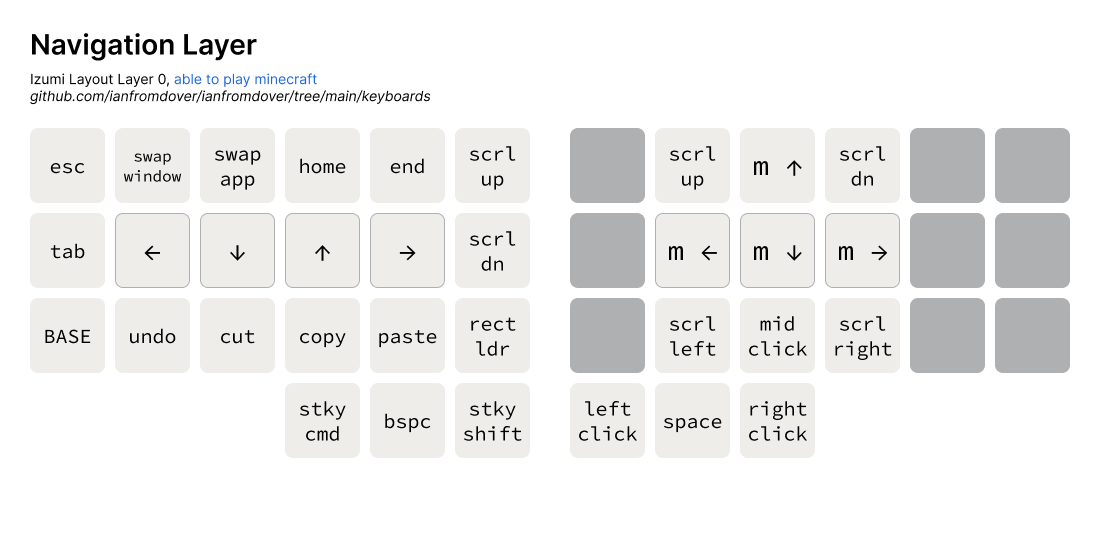 Navigation Layer
Izumi Layout Layer 0, able to play minecraft
github.com/ianfromdover/ianfromdover/tree/main/keyboards
esc
swap
window
swap
app
home
end
scrl
up
scrl
up
m ↑
scrl
dn
tab
←
↓
↑
→
scrl
dn
m ←
m ↓
m →
BASE
undo
cut
copy
paste
rect
ldr
scrl
left
mid
click
scrl
right
stky
cmd
bspc
stky
shift
left
click
space
right
click